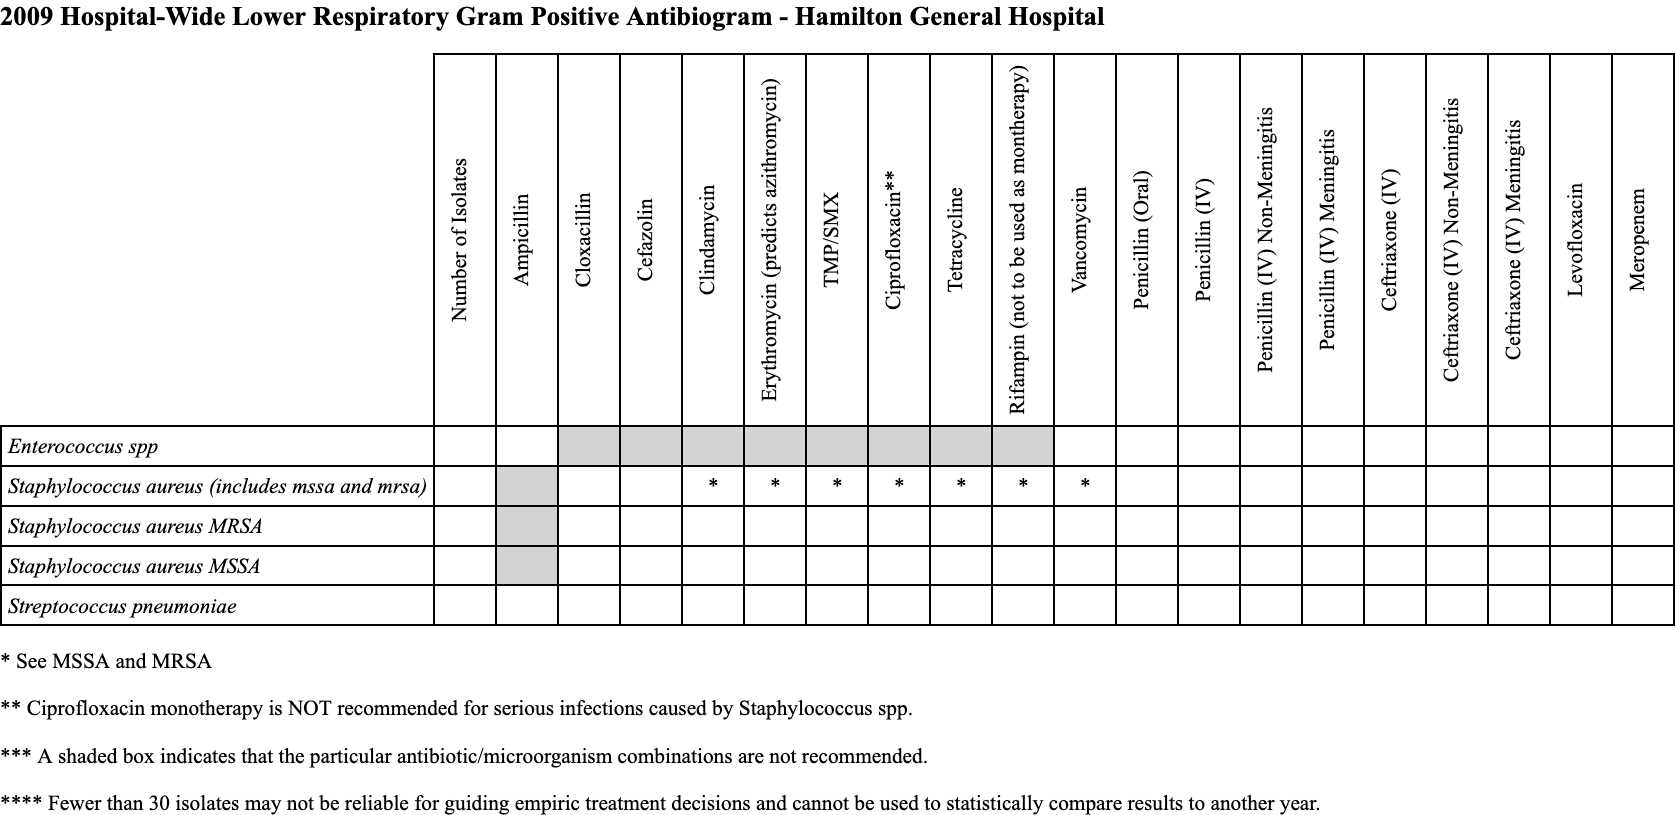 2009 Hospital-Wide Lower Respiratory Gram Positive Antibiogram - Hamilton General Hospital
Number of Isolates
Ampicillin
Cloxacillin
Cefazolin
Clindamycin
Erythromycin (predicts azithromycin)
TMP/SMX
Ciprofloxacin**
Tetracycline
Rifampin (not to be used as montherapy)
Vancomycin
Penicillin (Oral)
Penicillin (IV)
Penicillin (IV) Non-Meningitis
Penicillin (IV) Meningitis
Ceftriaxone (IV)
Ceftriaxone (IV) Non-Meningitis
Ceftriaxone (IV) Meningitis
Levofloxacin
Meropenem
Enterococcus spp
Staphylococcus aureus (includes mssa and mrsa) * * * * * * *
Staphylococcus aureus MRSA
Staphylococcus aureus MSSA
Streptococcus pneumoniae
* See MSSA and MRSA
** Ciprofloxacin monotherapy is NOT recommended for serious infections caused by Staphylococcus spp.
*** A shaded box indicates that the particular antibiotic/microorganism combinations are not recommended.
**** Fewer than 30 isolates may not be reliable for guiding empiric treatment decisions and cannot be used to statistically compare results to another year.